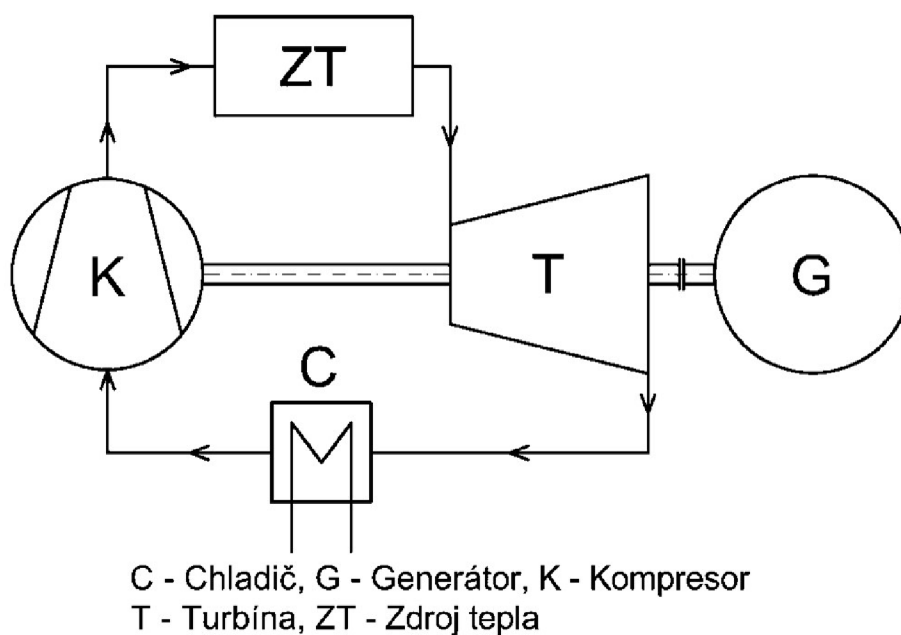 ZT
K
T
G
C
C - Chladič, G - Generátor, K - Kompresor
T - Turbína, ZT - Zdroj tepla